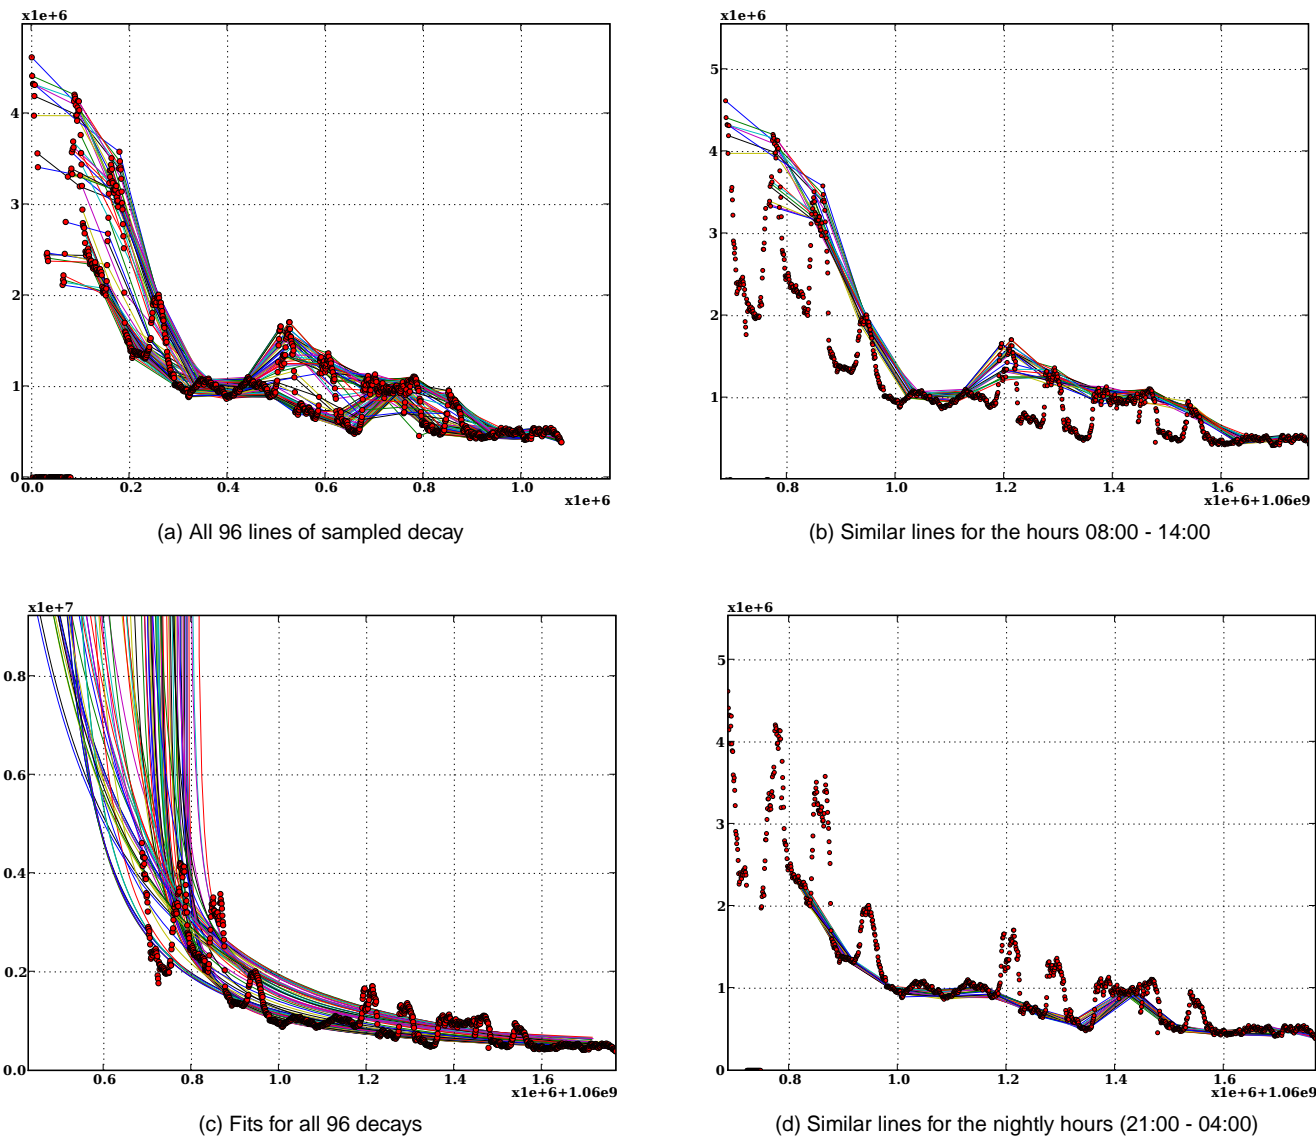 x1e+6
4
3
2
1
0
0.0 0.2 0.4 0.6 0.8 1.0
x1e+6
(a) All 96 lines of sampled decay
x1e+6
5
4
3
2
1
0.8 1.0 1.2 1.4 1.6
x1e+6+1.06e9
(b) Similar lines for the hours 08:00 - 14:00
x1e+7
0.8
0.6
0.4
0.2
0.0
0.6 0.8 1.0 1.2 1.4 1.6
x1e+6+1.06e9
(c) Fits for all 96 decays
x1e+6
5
4
3
2
1
0
0.8 1.0 1.2 1.4 1.6
x1e+6+1.06e9
(d) Similar lines for the nightly hours (21:00 - 04:00)